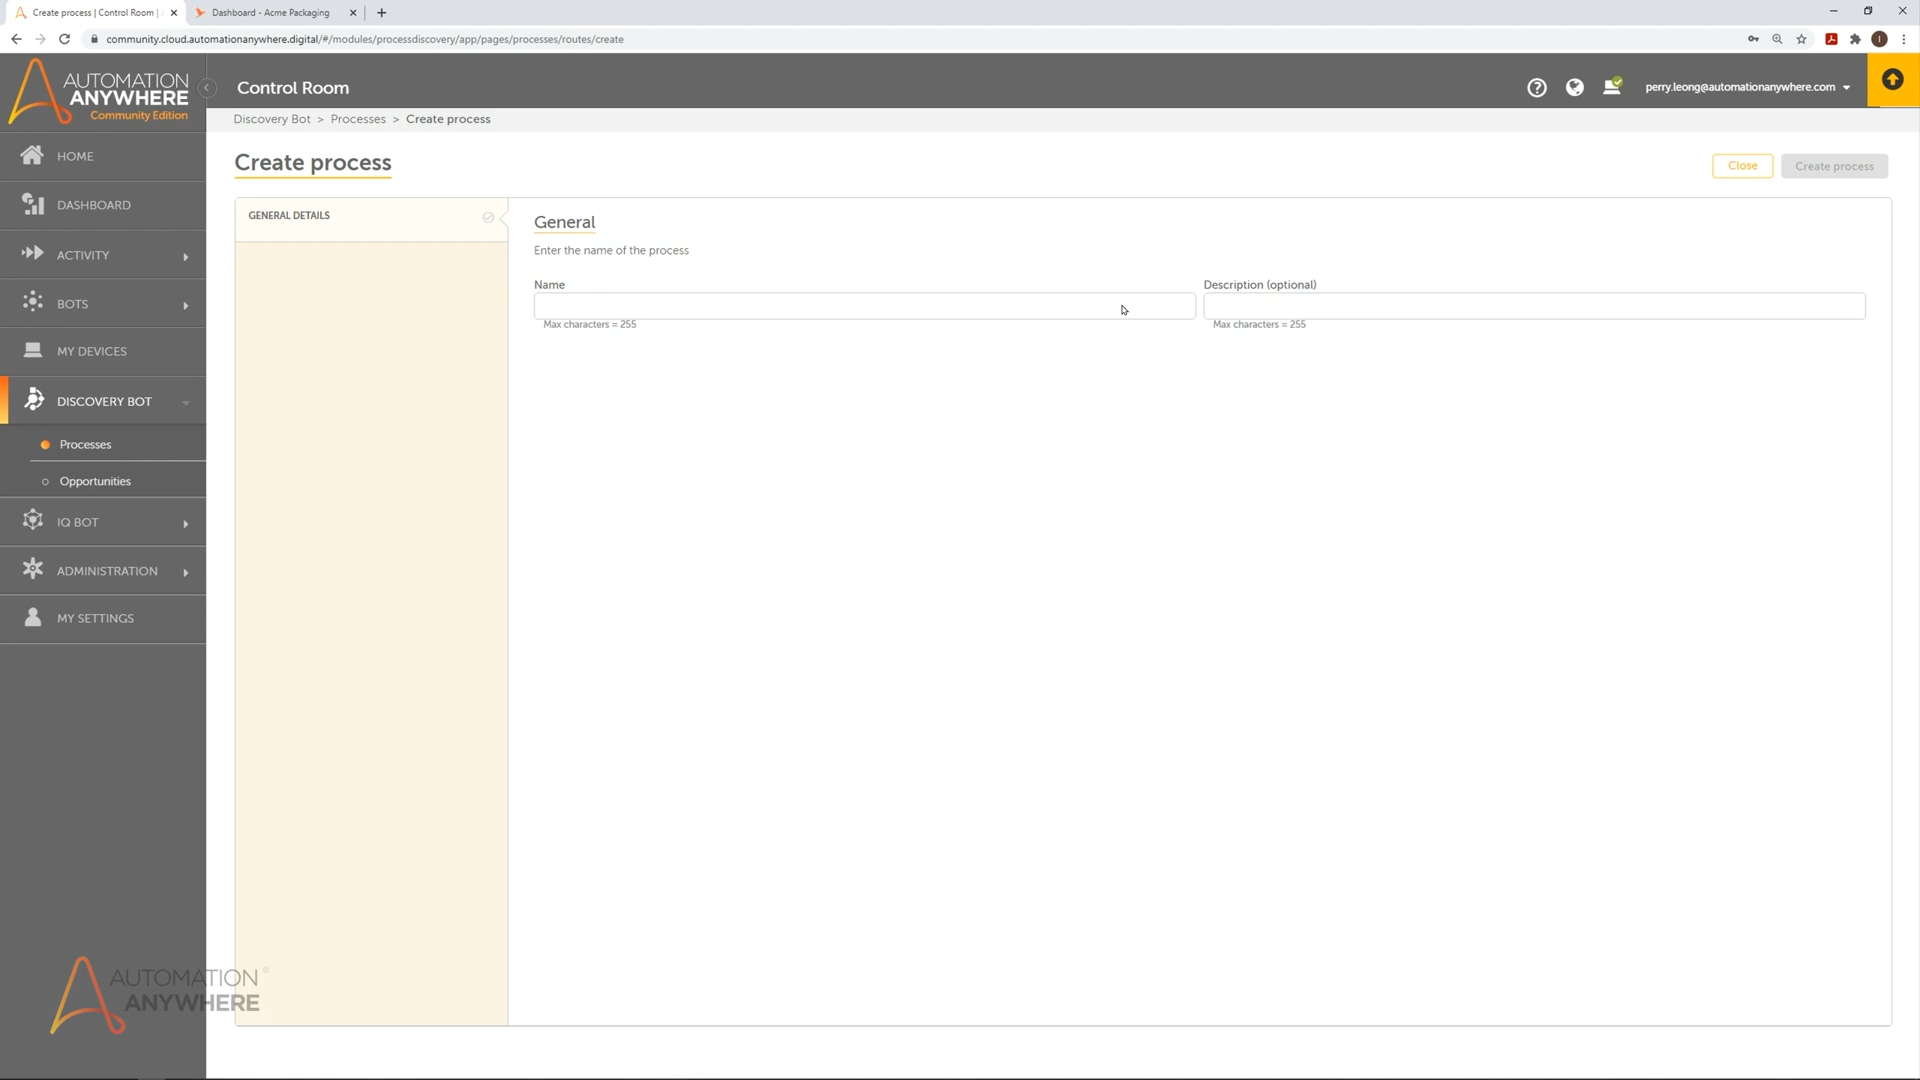 Create process | Control Room |
Dashboard - Acme Packaging
community.cloud.automationanywhere.digital/#/modules/processdiscovery/app/pages/processes/routes/create
AUTOMATION
ANYWHERE
Community Edition
Control Room
perry.leong@automationanywhere.com
Discovery Bot > Processes > Create process
HOME
Create process
Close
Create process
DASHBOARD
GENERAL DETAILS
General
Enter the name of the process
ACTIVITY
Name
Description (optional)
BOTS
Max characters = 255
Max characters = 255
MY DEVICES
DISCOVERY BOT
Processes
Opportunities
IQ BOT
ADMINISTRATION
MY SETTINGS
AUTOMATION ®
ANYWHERE